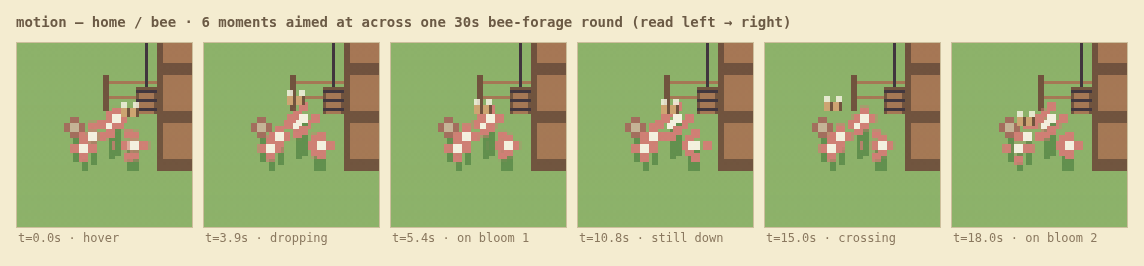 motion – home / bee · 6 moments aimed at across one 30s bee-forage round (read left → right)
t=0.0s · hover
t=3.9s · dropping
t=5.4s · on bloom 1
t=10.8s · still down
t=15.0s · crossing
t=18.0s · on bloom 2